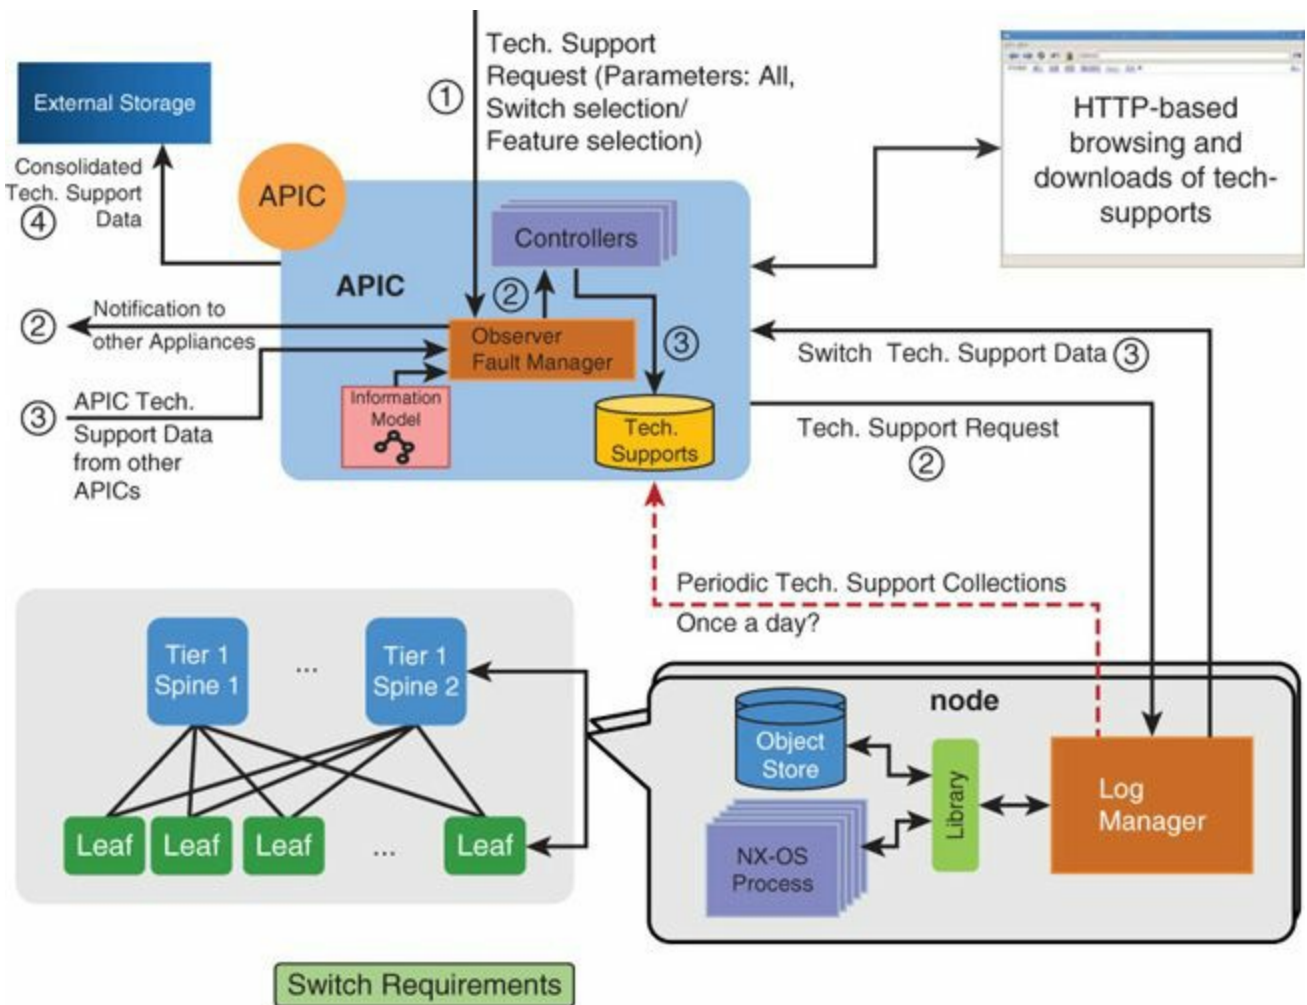 Tech. Support
Request (Parameters: All,
Switch selection/
Feature selection)
①
External Storage
Consolidated
Tech. Support
Data
④
APIC
HTTP-based
browsing and
downloads of tech-
supports
Controllers
APIC
②
②
Notification to
other Appliances
Observer
Fault Manager
③
Switch Tech. Support Data ③
③
APIC Tech.
Support Data
from other
APICs
Information
Model
Tech.
Supports
Tech. Support Request
②
Periodic Tech. Support Collections
Once a day?
Tier 1
Spine 1
...
Tier 1
Spine 2
Leaf
Leaf
Leaf
...
Leaf
node
Object
Store
NX-OS
Process
Library
Log
Manager
Switch Requirements